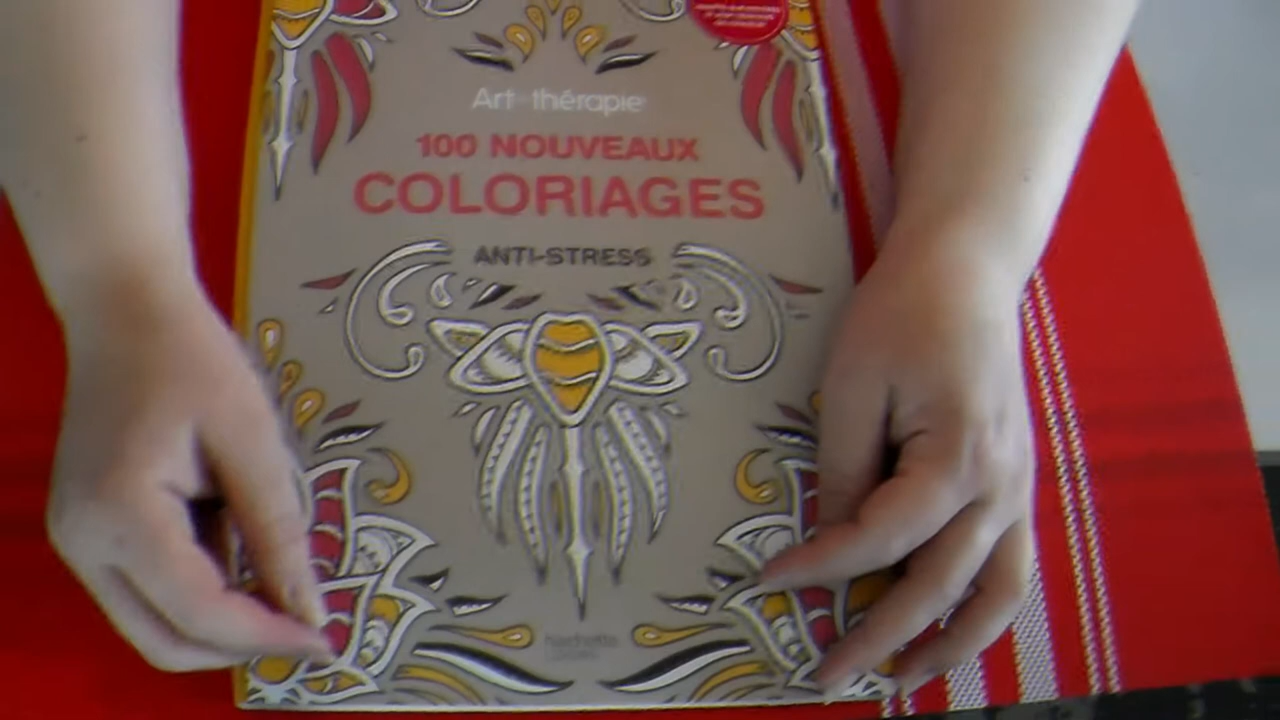 Art-thérapie
100 NOUVEAUX
COLORIAGES
ANTI-STRESS
hachette